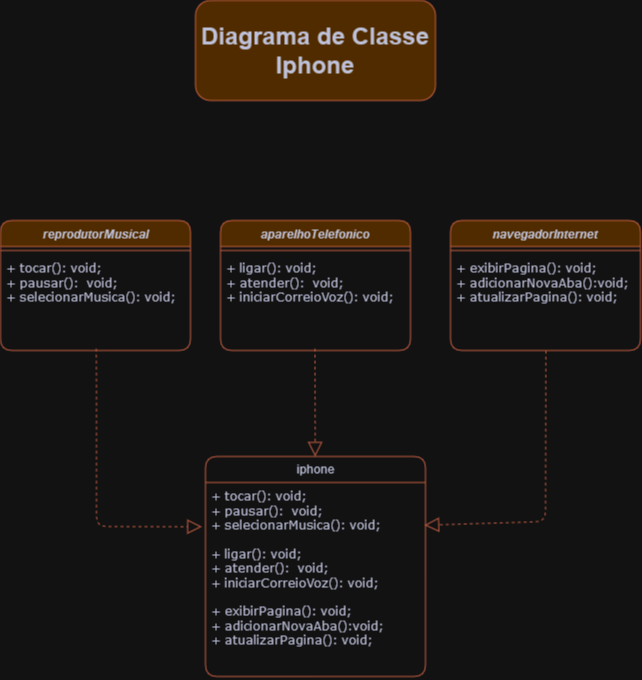 Diagrama de Classe
Iphone
reprodutorMusical
+ tocar(): void;
+ pausar():  void;
+ selecionarMusica(): void;
aparelhoTelefonico
+ ligar(): void;
+ atender():  void;
+ iniciarCorreioVoz(): void;
navegadorInternet
+ exibirPagina(): void;
+ adicionarNovaAba():void;
+ atualizarPagina(): void;
iphone
+ tocar(): void;
+ pausar():  void;
+ selecionarMusica(): void;
+ ligar(): void;
+ atender():  void;
+ iniciarCorreioVoz(): void;
+ exibirPagina(): void;
+ adicionarNovaAba():void;
+ atualizarPagina(): void;